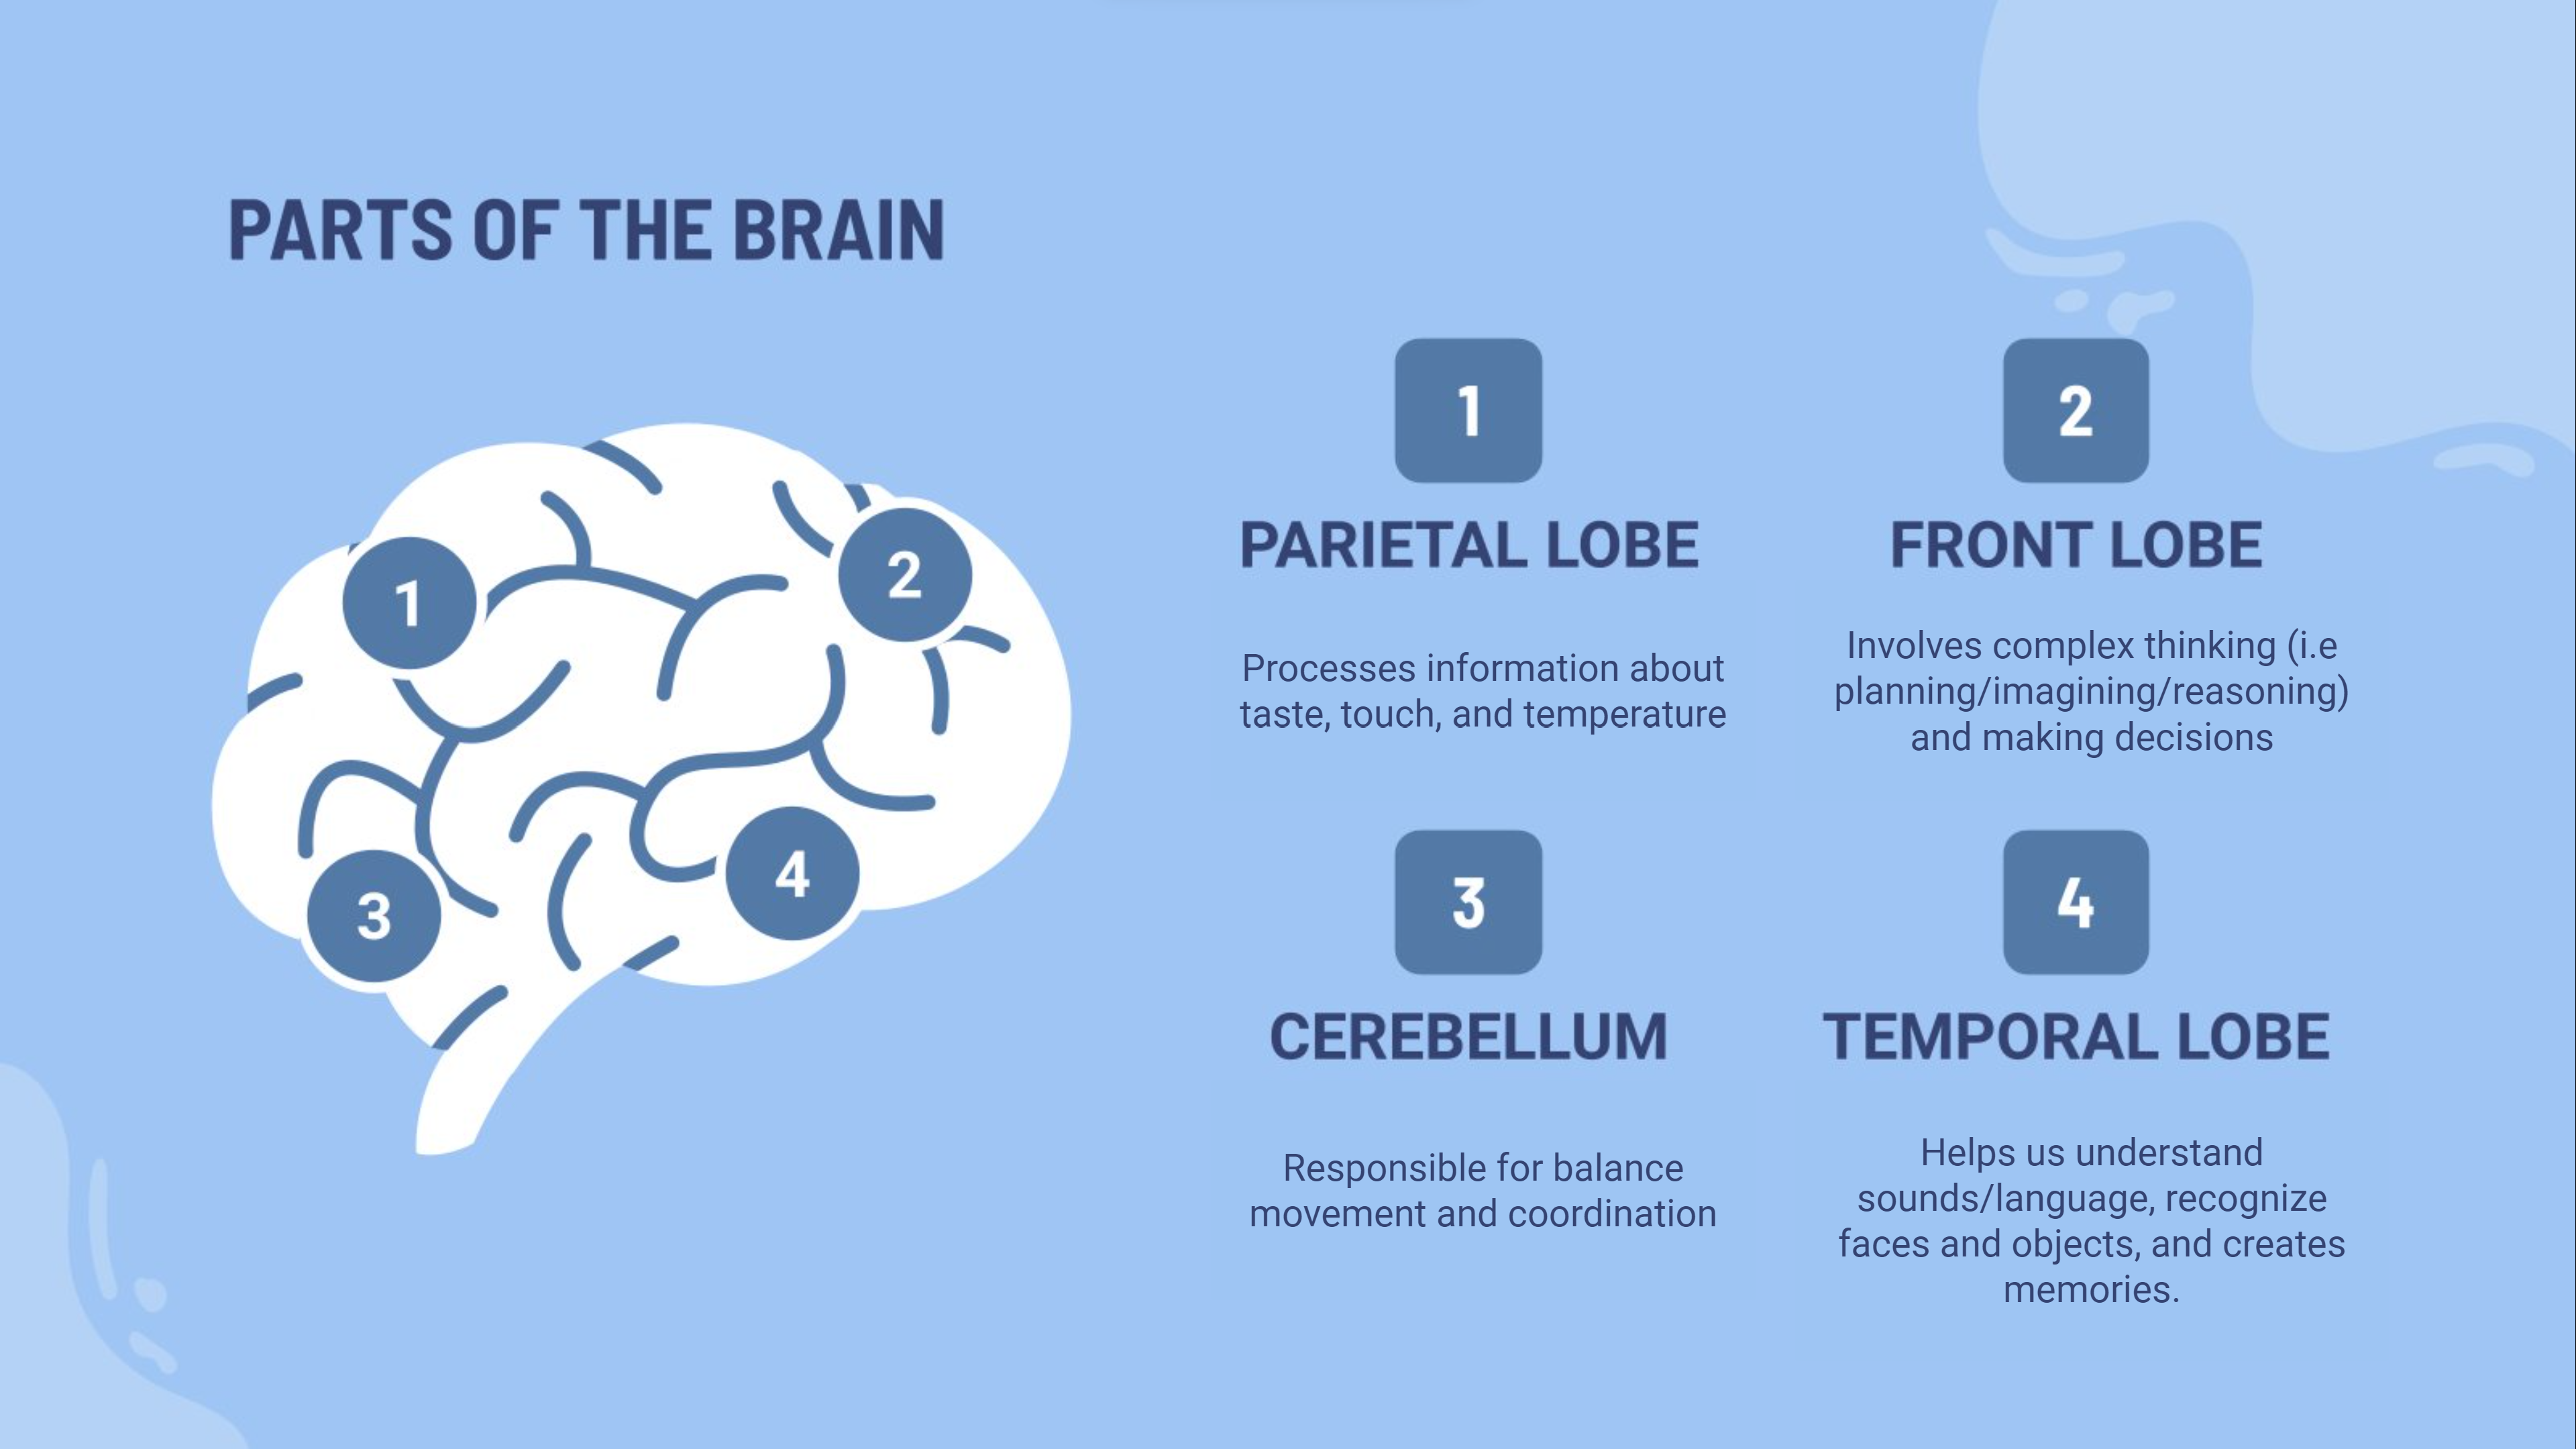 PARTS OF THE BRAIN
1
2
3
4
1
PARIETAL LOBE
Processes information about
taste, touch, and temperature
2
FRONT LOBE
Involves complex thinking (i.e
planning/imagining/reasoning)
and making decisions
3
CEREBELLUM
Responsible for balance
movement and coordination
4
TEMPORAL LOBE
Helps us understand
sounds/language, recognize
faces and objects, and creates
memories.